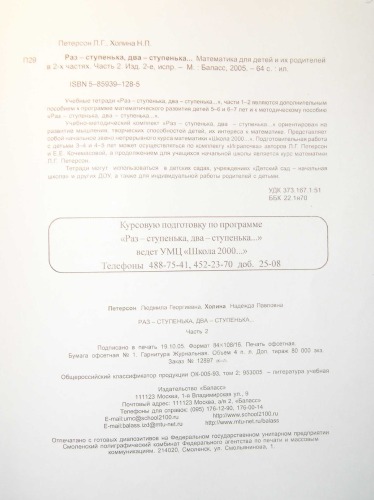 Петерсон Л.Г., Холина Н.П.
П29
Раз – ступенька, два – ступенька... Математика для детей и их родителей
в 2-х частях. Часть 2. Изд. 2-е, испр. – М. : Баласс, 2005. – 64 с. : ил.
ISBN 5-85939-128-5
Учебные тетради «Раз – ступенька, два – ступенька...», части 1–2 являются дополнительным
пособием к программе математического развития детей 5–6 и 6–7 лет и к методическому пособию
«Раз – ступенька, два – ступенька...».
Учебно-методический комплект «Раз – ступенька, два – ступенька...» ориентирован на
развитие мышления, творческих способностей детей, их интереса к математике. Представляет
собой начальное звено непрерывного курса математики «Школа 2000...». Подготовительная работа
с детьми 3–4 и 4–5 лет может осуществляться по комплекту «Игралочка» авторов Л.Г. Петерсон
и Е.Е. Кочемасовой, а продолжением для учащихся начальной школы является курс математики
Л.Г. Петерсон.
Тетради могут использоваться в детских садах, учреждениях «Детский сад – начальная
школа» и других ДОУ, а также для индивидуальной работы родителей с детьми.
УДК 373.167.1:51
ББК 22.1я70
Курсовую подготовку по программе
«Раз – ступенька, два – ступенька...»
ведет УМЦ «Школа 2000...»
Телефоны 488-75-41, 452-23-70 доб. 25-08
Петерсон Людмила Георгиевна, Холина Надежда Павловна
РАЗ – СТУПЕНЬКА, ДВА – СТУПЕНЬКА...
Часть 2
Подписано в печать 19.10.05. Формат 84×108/16. Печать офсетная.
Бумага офсетная № 1. Гарнитура Журнальная. Объем 4 п. л. Доп. тираж 80 000 экз.
Заказ № 12897
Общероссийский классификатор продукции ОК-005-93, том 2; 953005 – литература учебная
Издательство «Баласс»
111123 Москва, 1-я Владимирская ул., 9
Почтовый адрес: 111123 Москва, а/я 2, «Баласс»
Телефоны для справок: (095) 176-12-90, 176-00-14
E-mail:umc@school2100.ru http://www.school2100.ru
E-mail:balass.izd@mtu-net.ru http://balass.mtu-net.ru
Отпечатано с готовых диапозитивов на Федеральном государственном унитарном предприятии
Смоленский полиграфический комбинат Федерального агентства по печати и массовым
коммуникациям. 214020, Смоленск, ул. Смольянинова, 1.